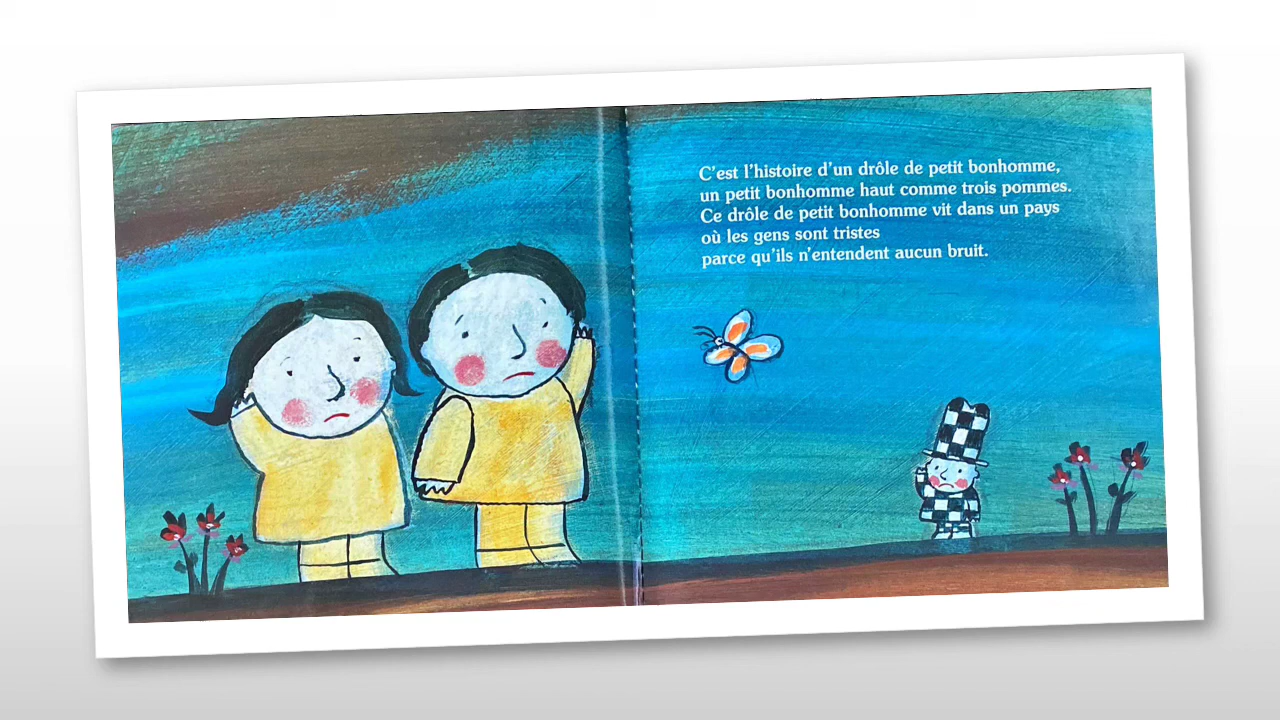 C'est l'histoire d'un drôle de petit bonhomme,
un petit bonhomme haut comme trois pommes.
Ce drôle de petit bonhomme vit dans un pays
où les gens sont tristes
parce qu'ils n'entendent aucun bruit.